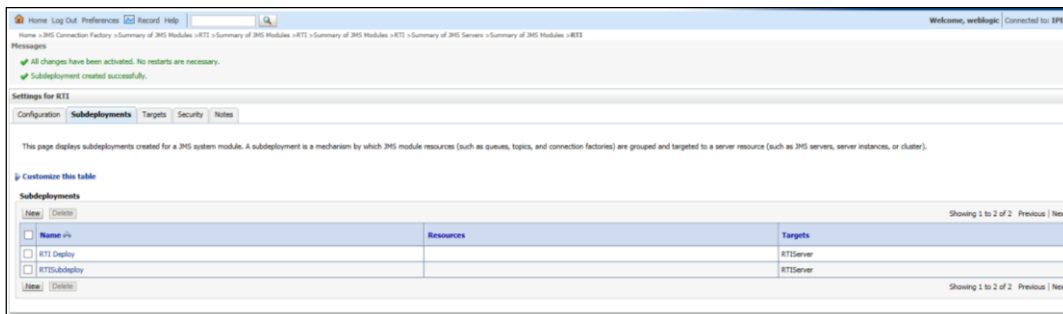 Home Log Out Preferences Record Help Welcome, weblogic Connected to: IPE
Home >JMS Connection Factory >Summary of JMS Modules >RTI >Summary of JMS Modules >RTI >Summary of JMS Modules >RTI >Summary of JMS Servers >Summary of JMS Modules >RTI
Messages
All changes have been activated. No restarts are necessary.
Subdeployment created successfully.
Settings for RTI
Configuration Subdeployments Targets Security Notes
This page displays subdeployments created for a JMS system module. A subdeployment is a mechanism by which JMS module resources (such as queues, topics, and connection factories) are grouped and targeted to a server resource (such as JMS servers, server instances, or cluster).
Customize this table
Subdeployments
New Delete Showing 1 to 2 of 2 Previous | Nex
Name Resources Targets
RTI Deploy RTIServer
RTISubdeploy RTIServer
New Delete Showing 1 to 2 of 2 Previous | Nex